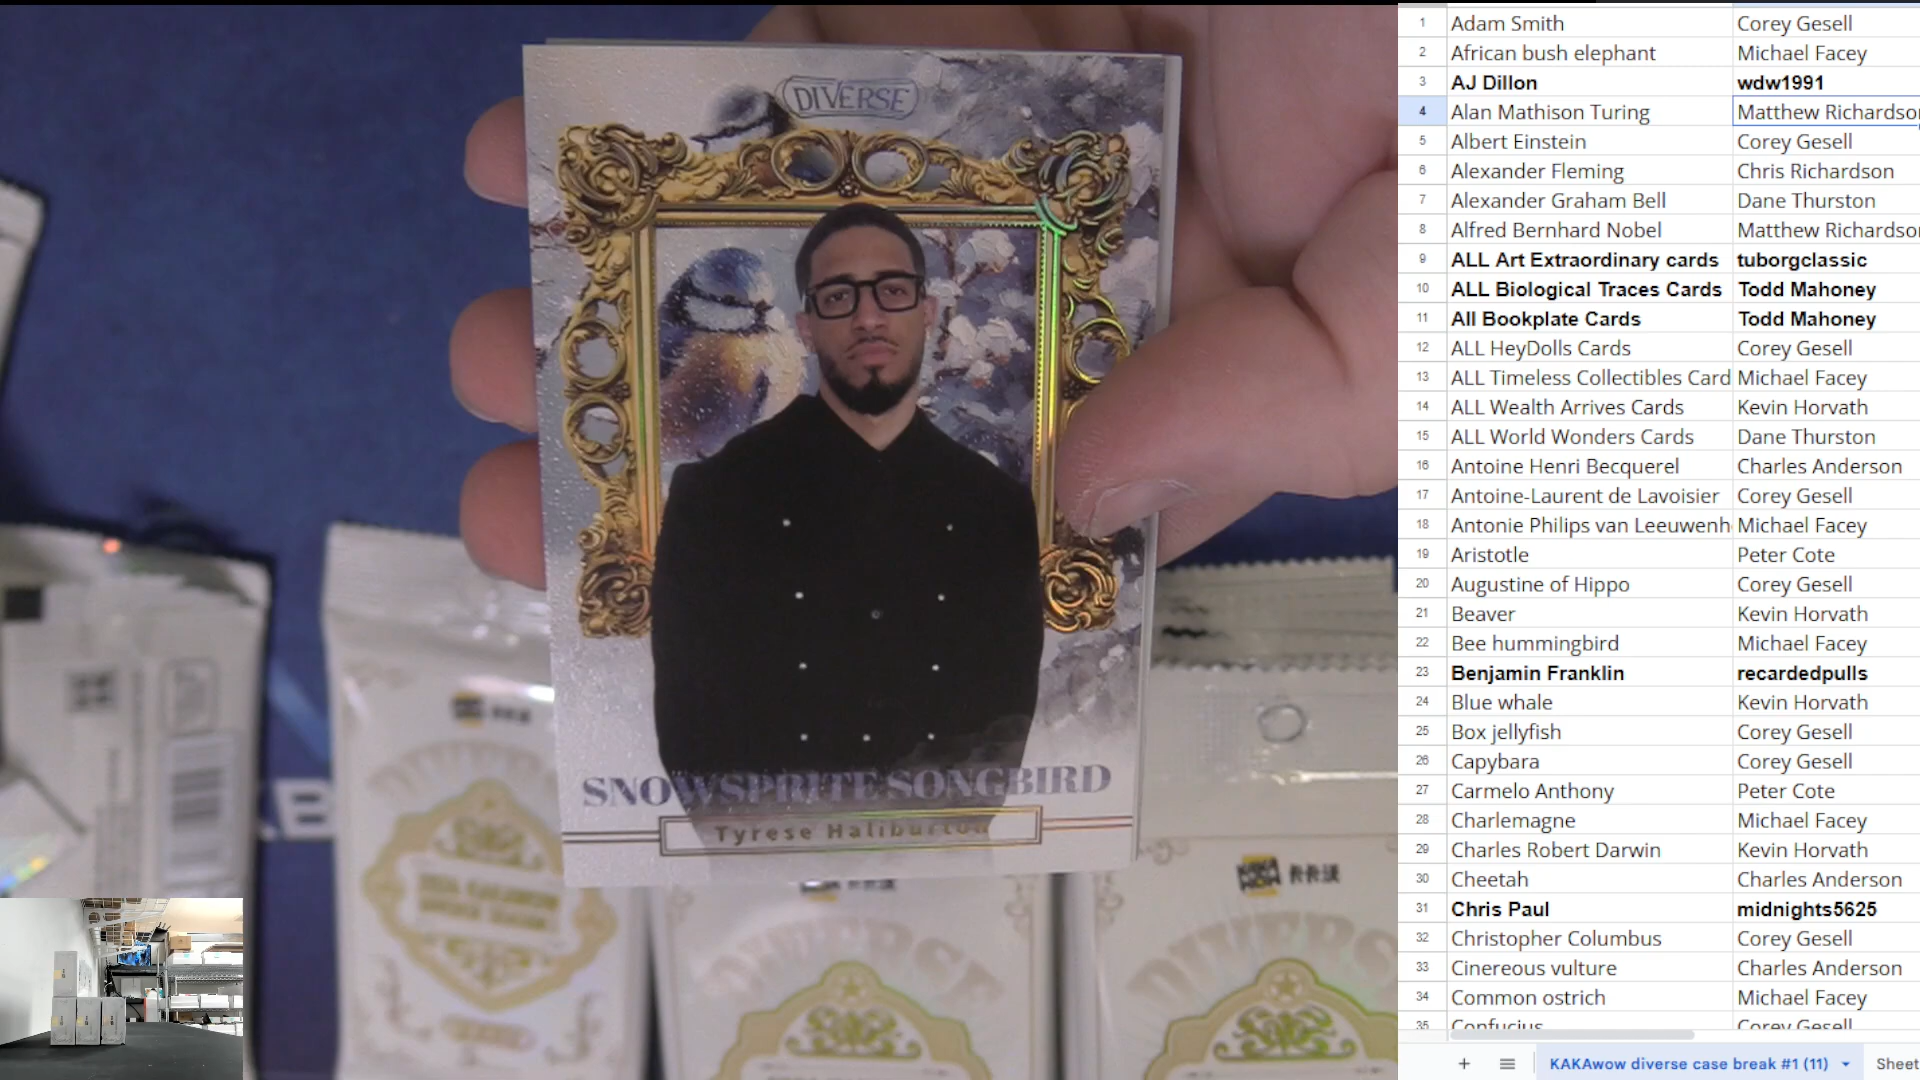 DIVERSE
SNOWSPRITE SONGBIRD
Tyrese Haliburton
卡卡沃
DIVERSE
DIVERSE
1 Adam Smith Corey Gesell
2 African bush elephant Michael Facey
3 AJ Dillon wdw1991
4 Alan Mathison Turing Matthew Richardson
5 Albert Einstein Corey Gesell
6 Alexander Fleming Chris Richardson
7 Alexander Graham Bell Dane Thurston
8 Alfred Bernhard Nobel Matthew Richardso
9 ALL Art Extraordinary cards tuborgclassic
10 ALL Biological Traces Cards Todd Mahoney
11 All Bookplate Cards Todd Mahoney
12 ALL HeyDolls Cards Corey Gesell
13 ALL Timeless Collectibles Card Michael Facey
14 ALL Wealth Arrives Cards Kevin Horvath
15 ALL World Wonders Cards Dane Thurston
16 Antoine Henri Becquerel Charles Anderson
17 Antoine-Laurent de Lavoisier Corey Gesell
18 Antonie Philips van Leeuwenh Michael Facey
19 Aristotle Peter Cote
20 Augustine of Hippo Corey Gesell
21 Beaver Kevin Horvath
22 Bee hummingbird Michael Facey
23 Benjamin Franklin recardedpulls
24 Blue whale Kevin Horvath
25 Box jellyfish Corey Gesell
26 Capybara Corey Gesell
27 Carmelo Anthony Peter Cote
28 Charlemagne Michael Facey
29 Charles Robert Darwin Kevin Horvath
30 Cheetah Charles Anderson
31 Chris Paul midnights5625
32 Christopher Columbus Corey Gesell
33 Cinereous vulture Charles Anderson
34 Common ostrich Michael Facey
35 Confucius Corey Gesell
+ KAKAwow diverse case break #1 (11) Sheet